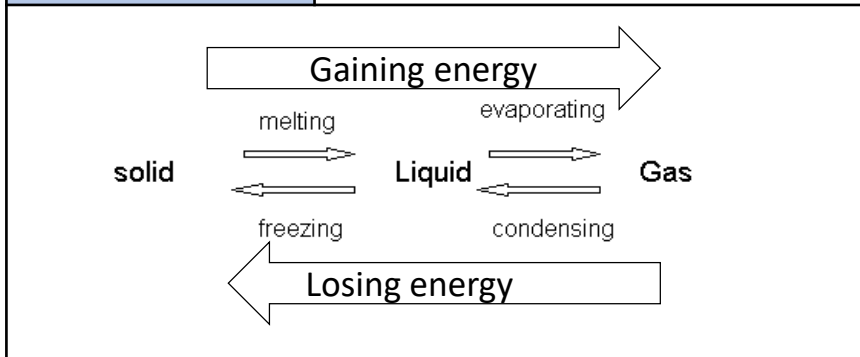 Gaining energy
melting evaporating
solid Liquid Gas
freezing condensing
Losing energy